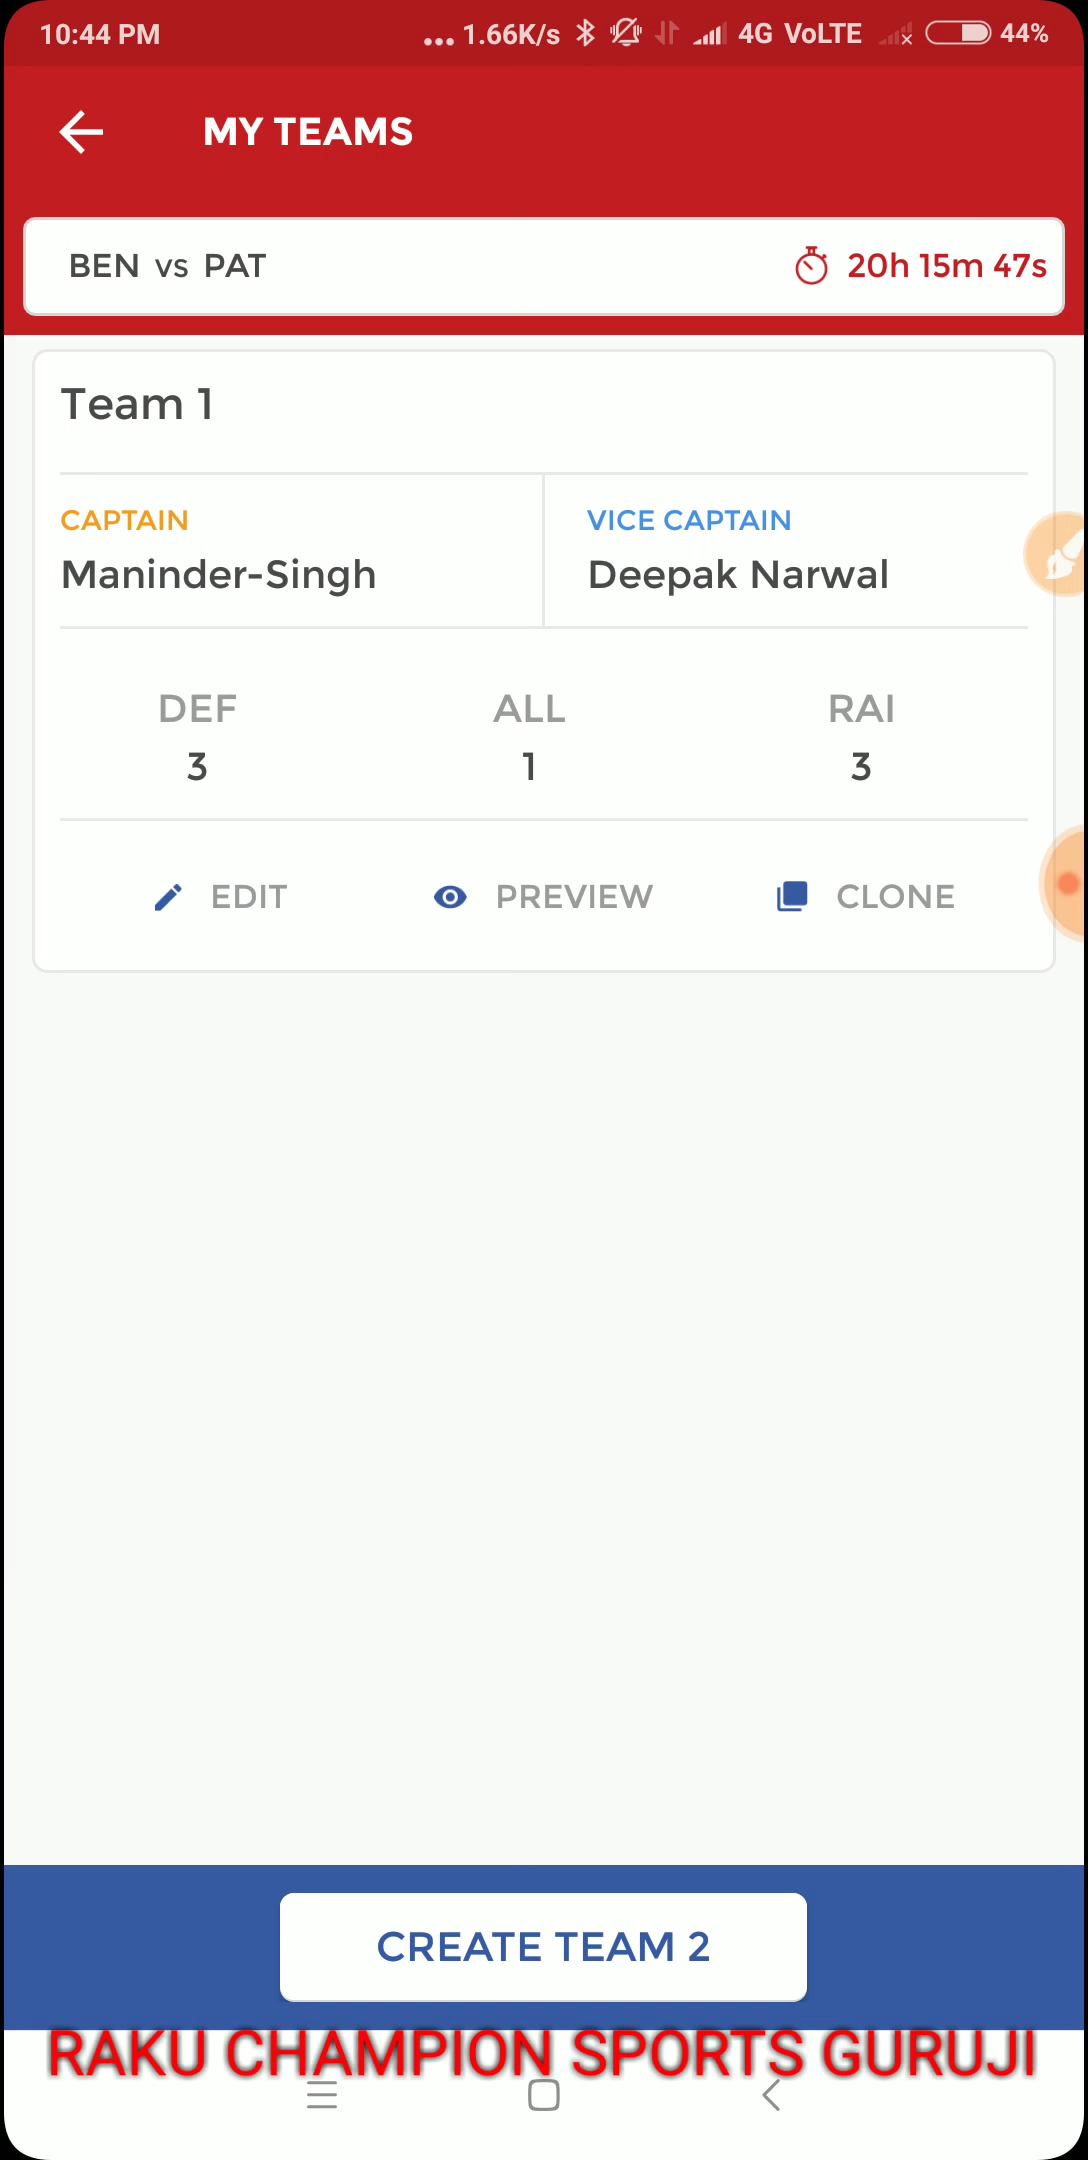 10:44 PM ... 1.66K/s 4G VoLTE 44%
MY TEAMS
BEN vs PAT 20h 15m 47s
Team 1
CAPTAIN VICE CAPTAIN
Maninder-Singh Deepak Narwal
DEF ALL RAI
3 1 3
EDIT PREVIEW CLONE
CREATE TEAM 2
RAKU CHAMPION SPORTS GURUJI